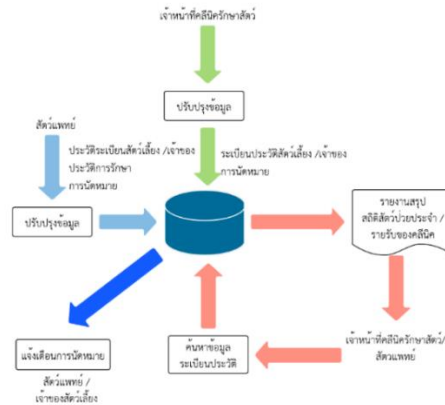 เจ้าหน้าที่คลีนิครักษาสัตว์
ปรับปรุงข้อมูล
สัตวแพทย์
ประวัติระเบียนสัตว์เลี้ยง /เจ้าของ
ประวัติการรักษา
การนัดหมาย
ระเบียนประวัติสัตว์เลี้ยง /เจ้าของ
การนัดหมาย
ปรับปรุงข้อมูล
รายงานสรุป
สถิติสัตว์ป่วยประจำ /
รายรับของคลีนิค
แจ้งเตือนการนัดหมาย
สัตวแพทย์ /
เจ้าของสัตว์เลี้ยง
ค้นหาข้อมูล
ระเบียนประวัติ
เจ้าหน้าที่คลีนิครักษาสัตว์/
สัตวแพทย์